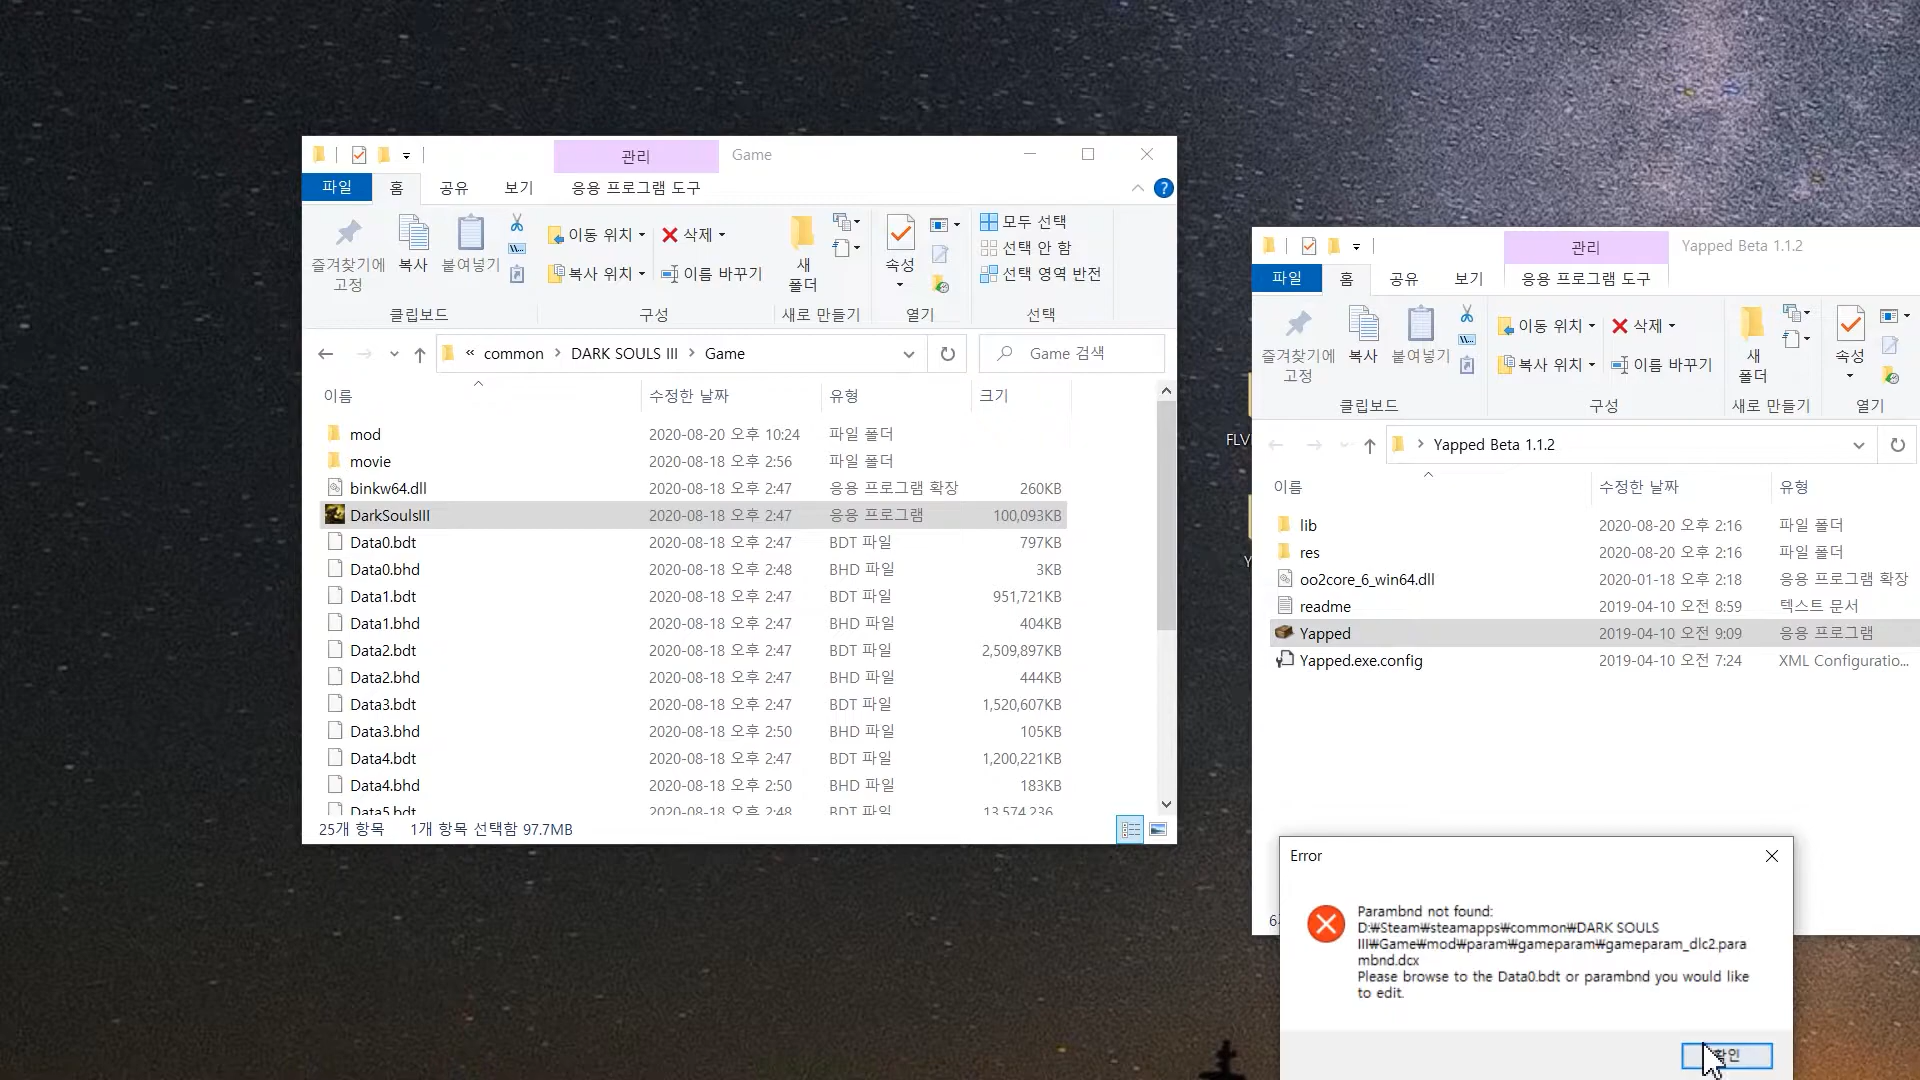 관리
Game
파일
홈
공유
보기
응용 프로그램 도구
즐겨찾기에
고정
복사
붙여넣기
이동 위치
복사 위치
삭제
이름 바꾸기
새
폴더
속성
모두 선택
선택 안 함
선택 영역 반전
클립보드
구성
새로 만들기
열기
선택
« common > DARK SOULS III > Game
Game 검색
이름 수정한 날짜 유형 크기
mod 2020-08-20 오후 10:24 파일 폴더
movie 2020-08-18 오후 2:56 파일 폴더
binkw64.dll 2020-08-18 오후 2:47 응용 프로그램 확장 260KB
DarkSoulsIII 2020-08-18 오후 2:47 응용 프로그램 100,093KB
Data0.bdt 2020-08-18 오후 2:47 BDT 파일 797KB
Data0.bhd 2020-08-18 오후 2:48 BHD 파일 3KB
Data1.bdt 2020-08-18 오후 2:47 BDT 파일 951,721KB
Data1.bhd 2020-08-18 오후 2:47 BHD 파일 404KB
Data2.bdt 2020-08-18 오후 2:47 BDT 파일 2,509,897KB
Data2.bhd 2020-08-18 오후 2:47 BHD 파일 444KB
Data3.bdt 2020-08-18 오후 2:47 BDT 파일 1,520,607KB
Data3.bhd 2020-08-18 오후 2:50 BHD 파일 105KB
Data4.bdt 2020-08-18 오후 2:47 BDT 파일 1,200,221KB
Data4.bhd 2020-08-18 오후 2:50 BHD 파일 183KB
Data5.bdt 2020-08-18 오후 2:48 BDT 파일 13,574,236
25개 항목 1개 항목 선택함 97.7MB
FLV
관리
Yapped Beta 1.1.2
파일
홈
공유
보기
응용 프로그램 도구
즐겨찾기에
고정
복사
붙여넣기
이동 위치
복사 위치
삭제
이름 바꾸기
새
폴더
속성
클립보드
구성
새로 만들기
열기
> Yapped Beta 1.1.2
이름 수정한 날짜 유형
lib 2020-08-20 오후 2:16 파일 폴더
res 2020-08-20 오후 2:16 파일 폴더
oo2core_6_win64.dll 2020-01-18 오후 2:18 응용 프로그램 확장
readme 2019-04-10 오전 8:59 텍스트 문서
Yapped 2019-04-10 오전 9:09 응용 프로그램
Yapped.exe.config 2019-04-10 오전 7:24 XML Configuratio...
Error
Parambnd not found:
D:₩Steam₩steamapps₩common₩DARK SOULS
III₩Game₩mod₩param₩gameparam₩gameparam_dlc2.para
mbnd.dcx
Please browse to the Data0.bdt or parambnd you would like
to edit.